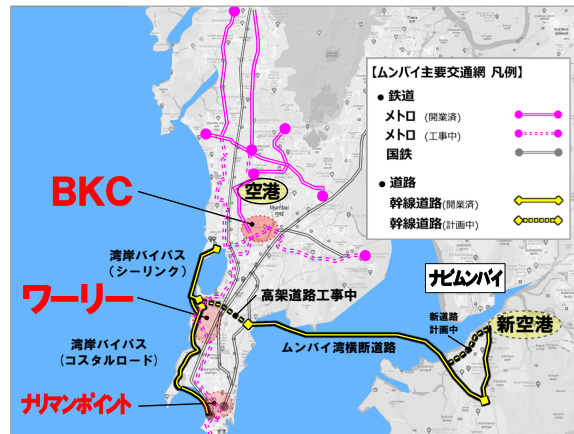 【ムンバイ主要交通網 凡例】
● 鉄道
メトロ (開業済)
メトロ (工事中)
国鉄
● 道路
幹線道路(開業済)
幹線道路(計画中)
空港
Mumbai
BKC
湾岸バイパス
(シーリンク)
高架道路工事中
ナビムンバイ
ワーリー
新道路
計画中
新空港
湾岸バイパス
(コスタルロード)
ムンバイ湾横断道路
ナリマンポイント